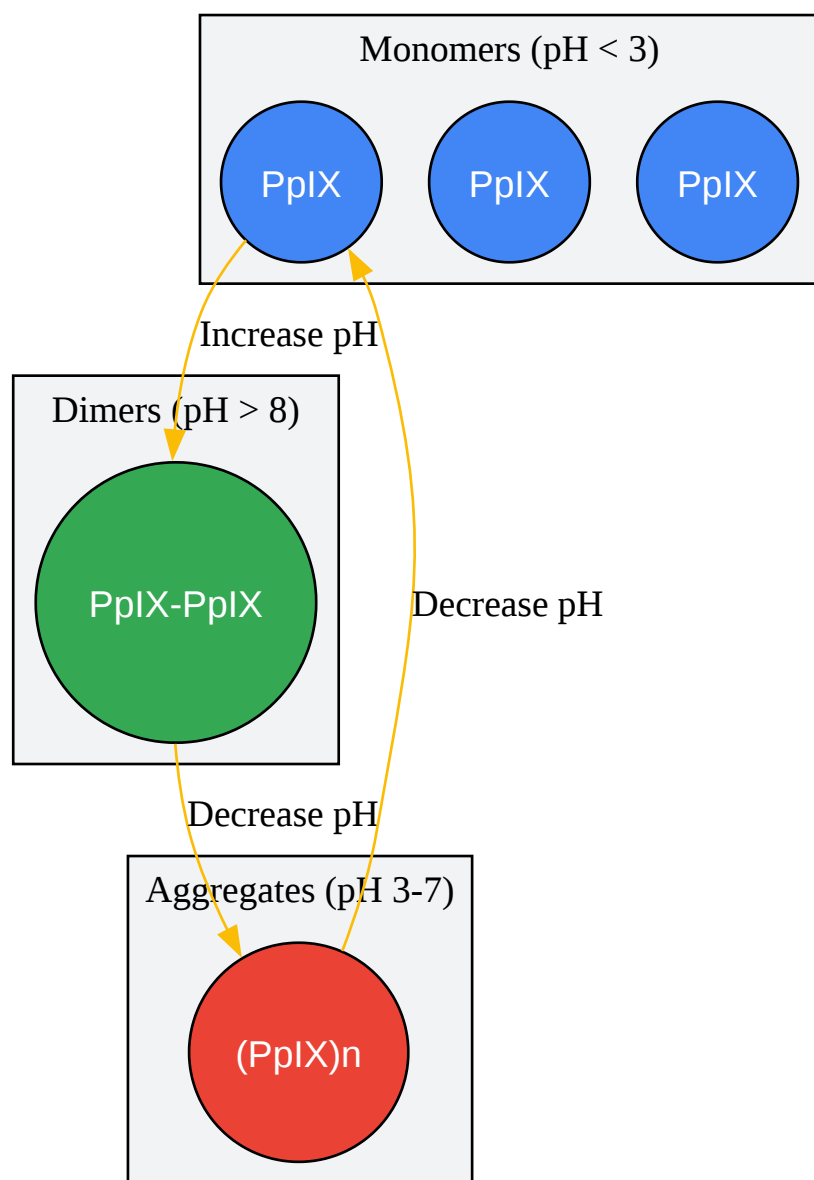 Monomers (pH < 3)
PpIX PpIX PpIX
Increase pH
Dimers (pH > 8)
PpIX-PpIX
Decrease pH
Decrease pH
Aggregates (pH 3-7)
(PpIX)n